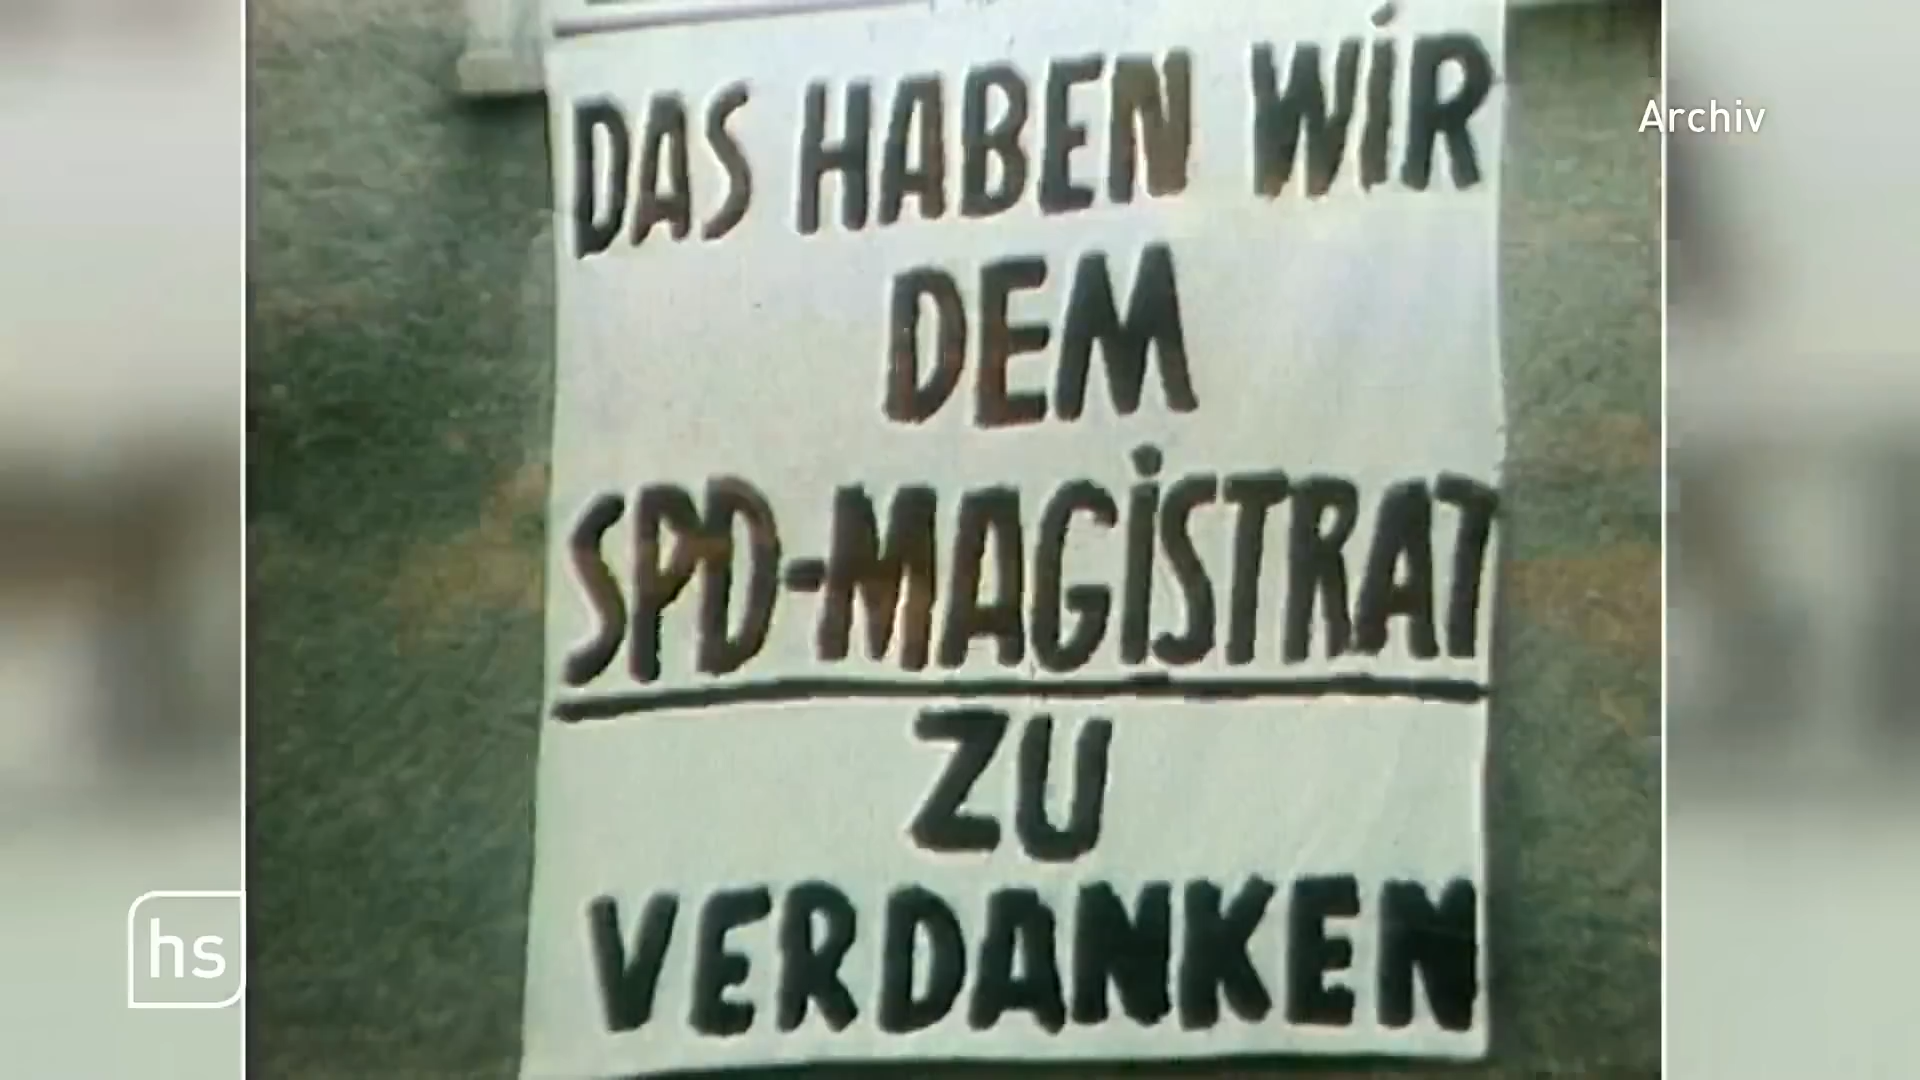 DAS HABEN WiR
DEM
SPD-MAGiSTRAT
ZU
VERDANKEN
Archiv
hs